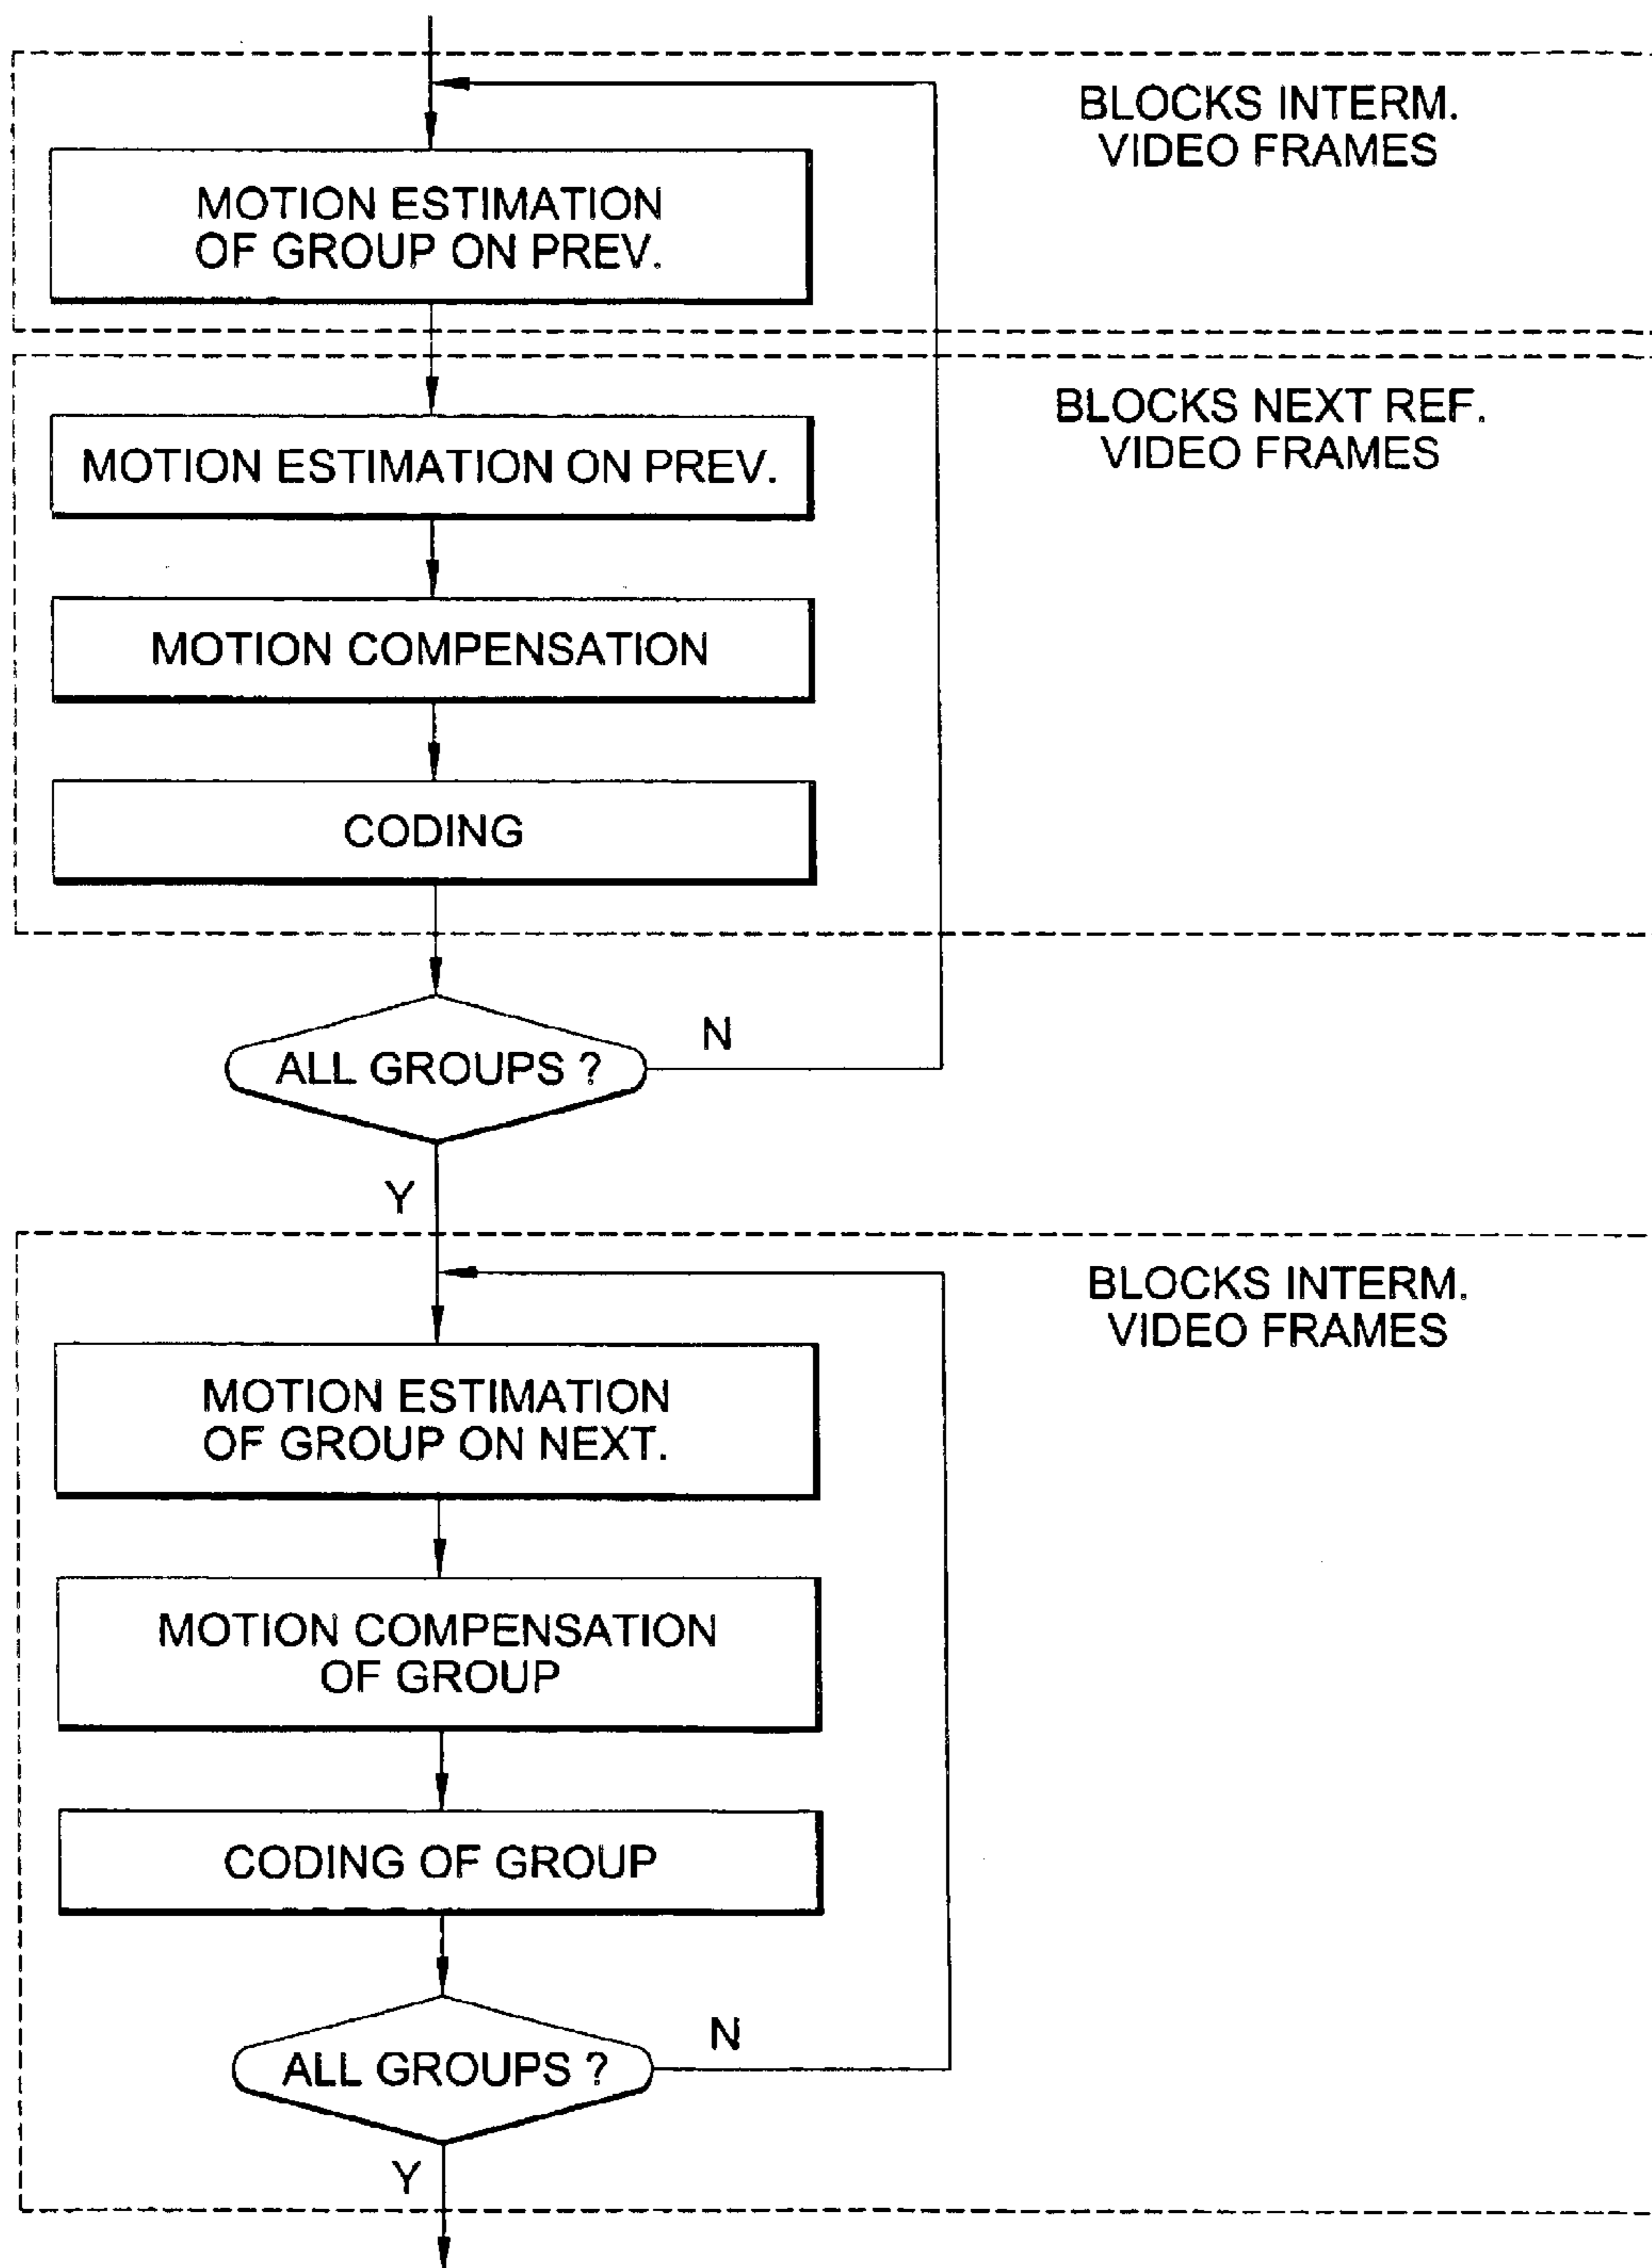 BLOCKS INTERM.
VIDEO FRAMES
MOTION ESTIMATION
OF GROUP ON PREV.
BLOCKS NEXT REF.
VIDEO FRAMES
MOTION ESTIMATION ON PREV.
MOTION COMPENSATION
CODING
ALL GROUPS ?
N
Y
BLOCKS INTERM.
VIDEO FRAMES
MOTION ESTIMATION
OF GROUP ON NEXT.
MOTION COMPENSATION
OF GROUP
CODING OF GROUP
ALL GROUPS ?
N
Y